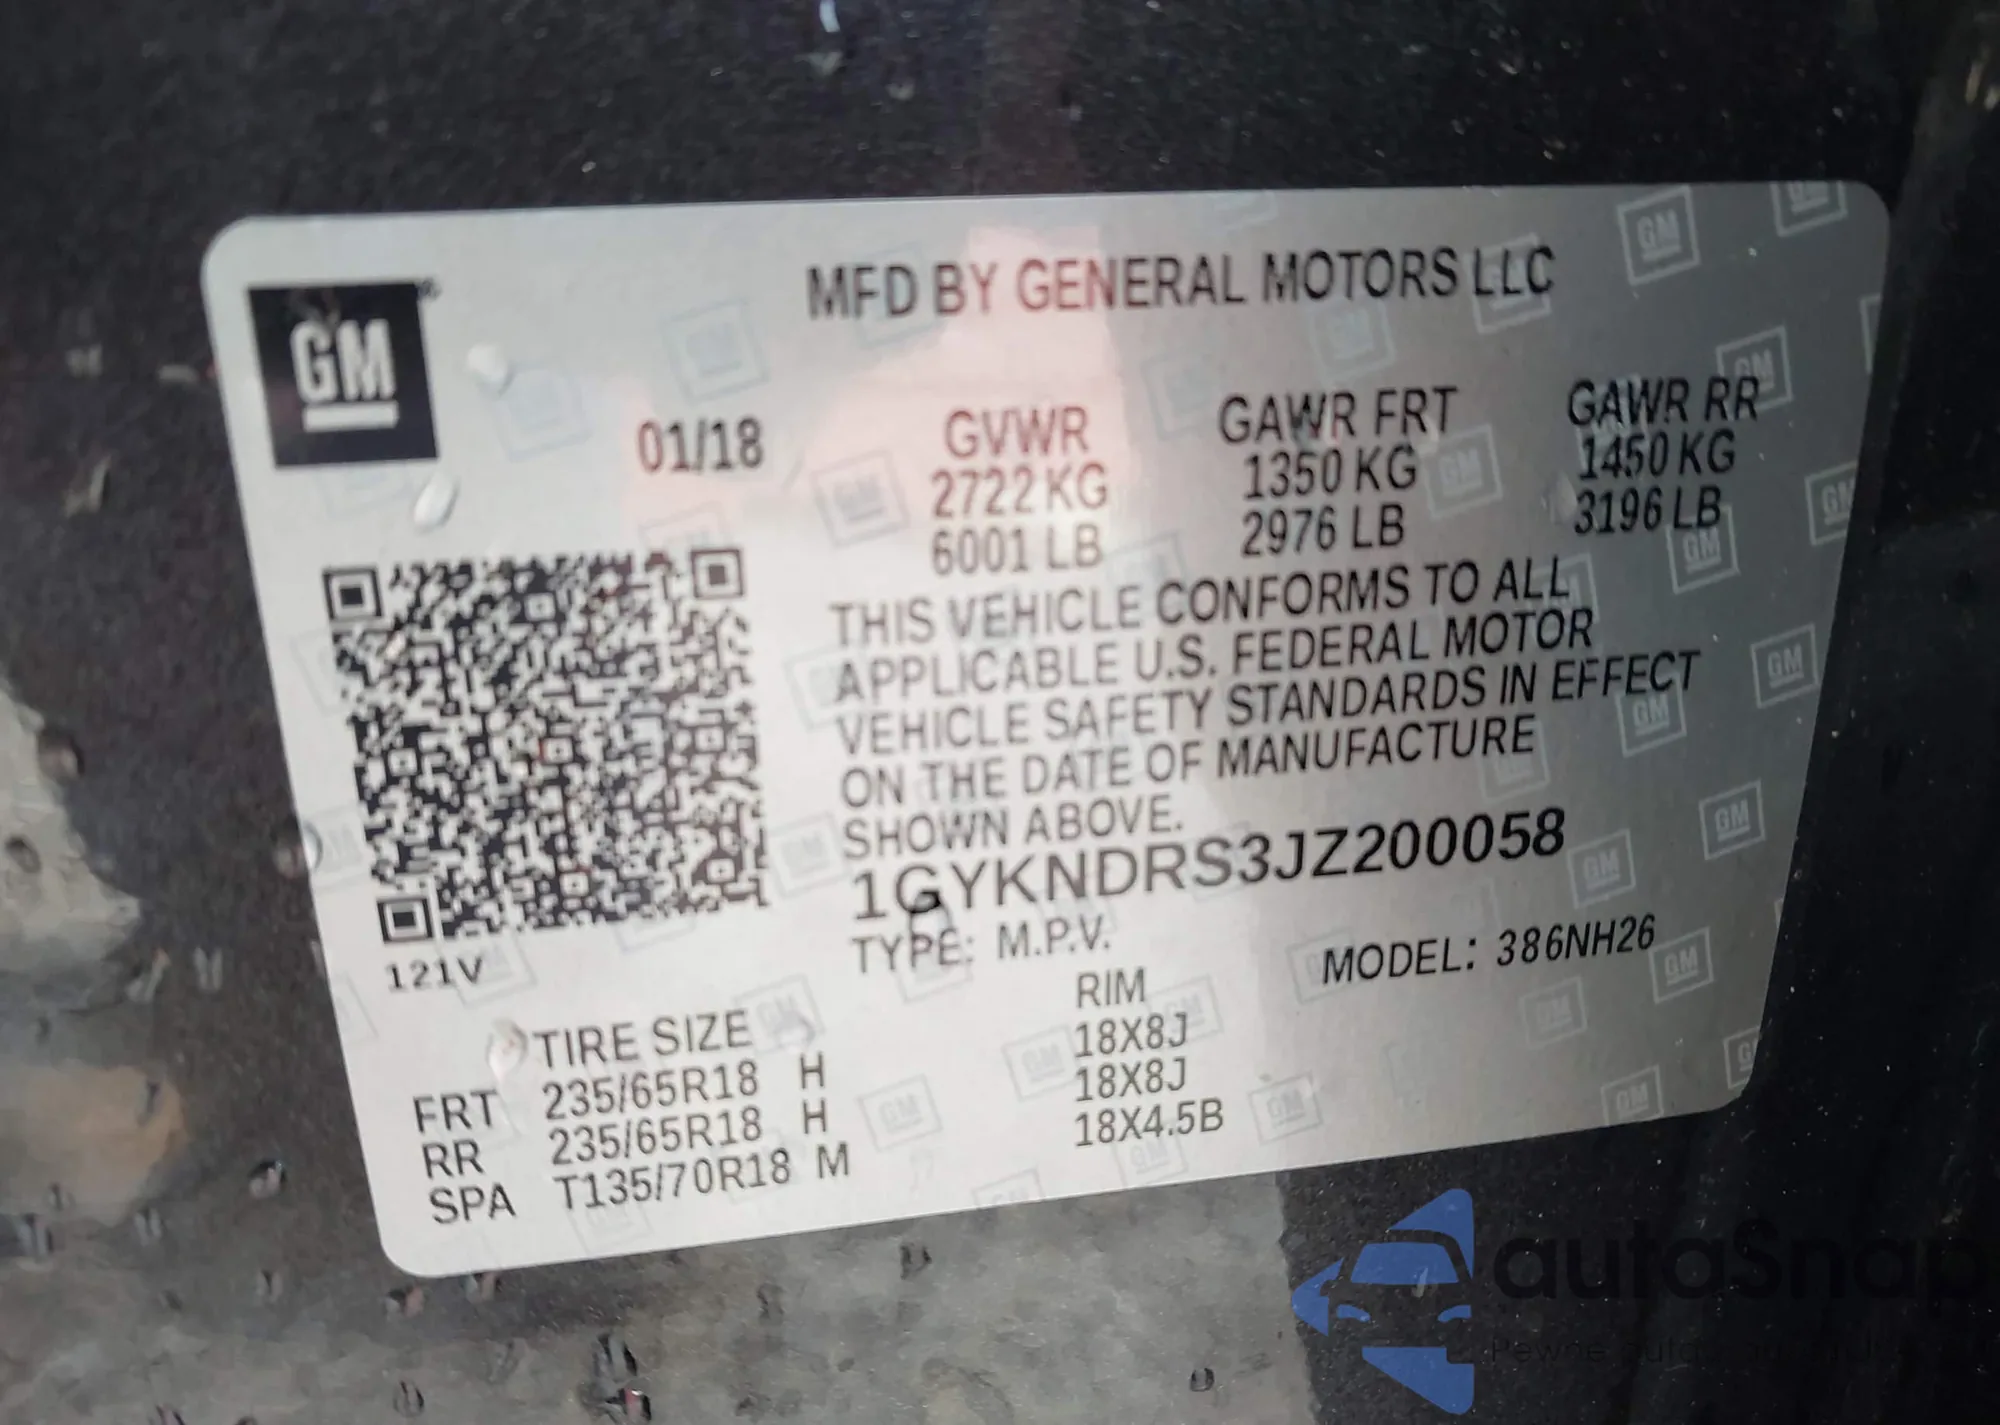 GM
MFD BY GENERAL MOTORS LLC
01/18
GVWR GAWR FRT GAWR RR
2722 KG 1350 KG 1450 KG
6001 LB 2976 LB 3196 LB
THIS VEHICLE CONFORMS TO ALL
APPLICABLE U.S. FEDERAL MOTOR
VEHICLE SAFETY STANDARDS IN EFFECT
ON THE DATE OF MANUFACTURE
SHOWN ABOVE.
1GYKNDRS3JZ200058
TYPE: M.P.V. MODEL: 386NH26
121V
TIRE SIZE RIM
FRT 235/65R18 H 18X8J
RR 235/65R18 H 18X8J
SPA T135/70R18 M 18X4.5B
autoSnap
Pewne auta